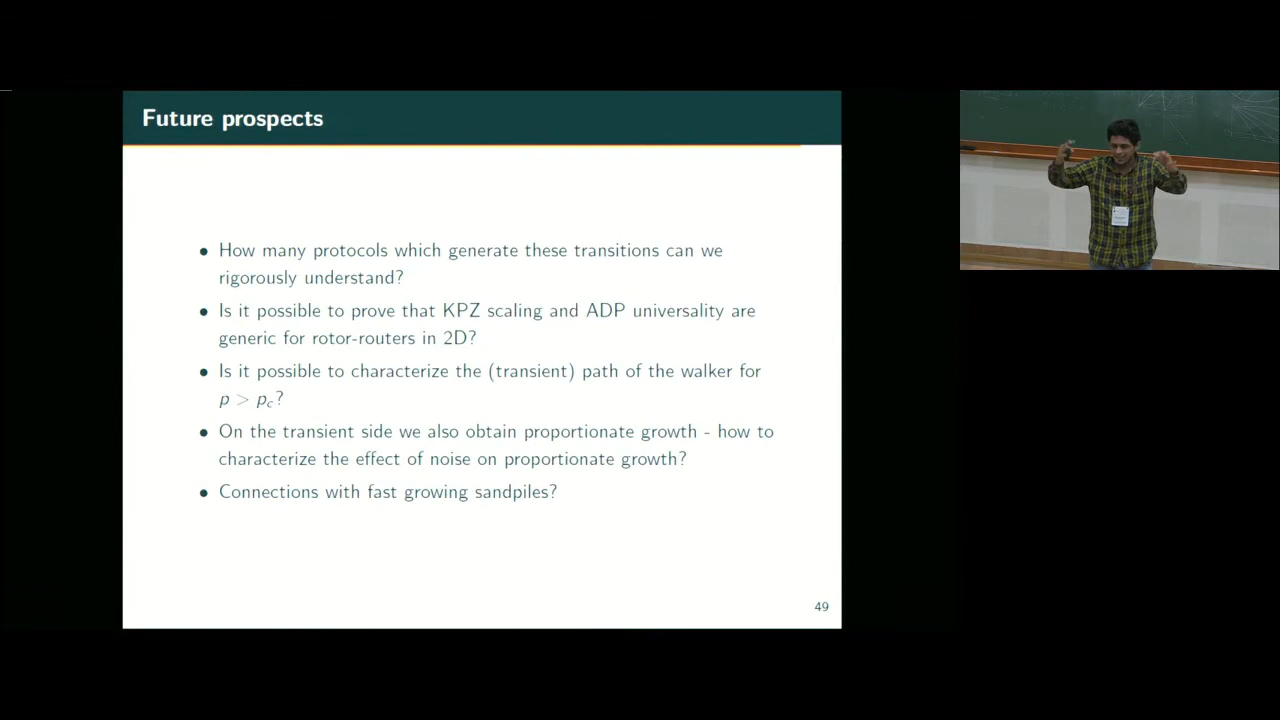 Future prospects
• How many protocols which generate these transitions can we
rigorously understand?
• Is it possible to prove that KPZ scaling and ADP universality are
generic for rotor-routers in 2D?
• Is it possible to characterize the (transient) path of the walker for
p > p_c?
• On the transient side we also obtain proportionate growth - how to
characterize the effect of noise on proportionate growth?
• Connections with fast growing sandpiles?
49